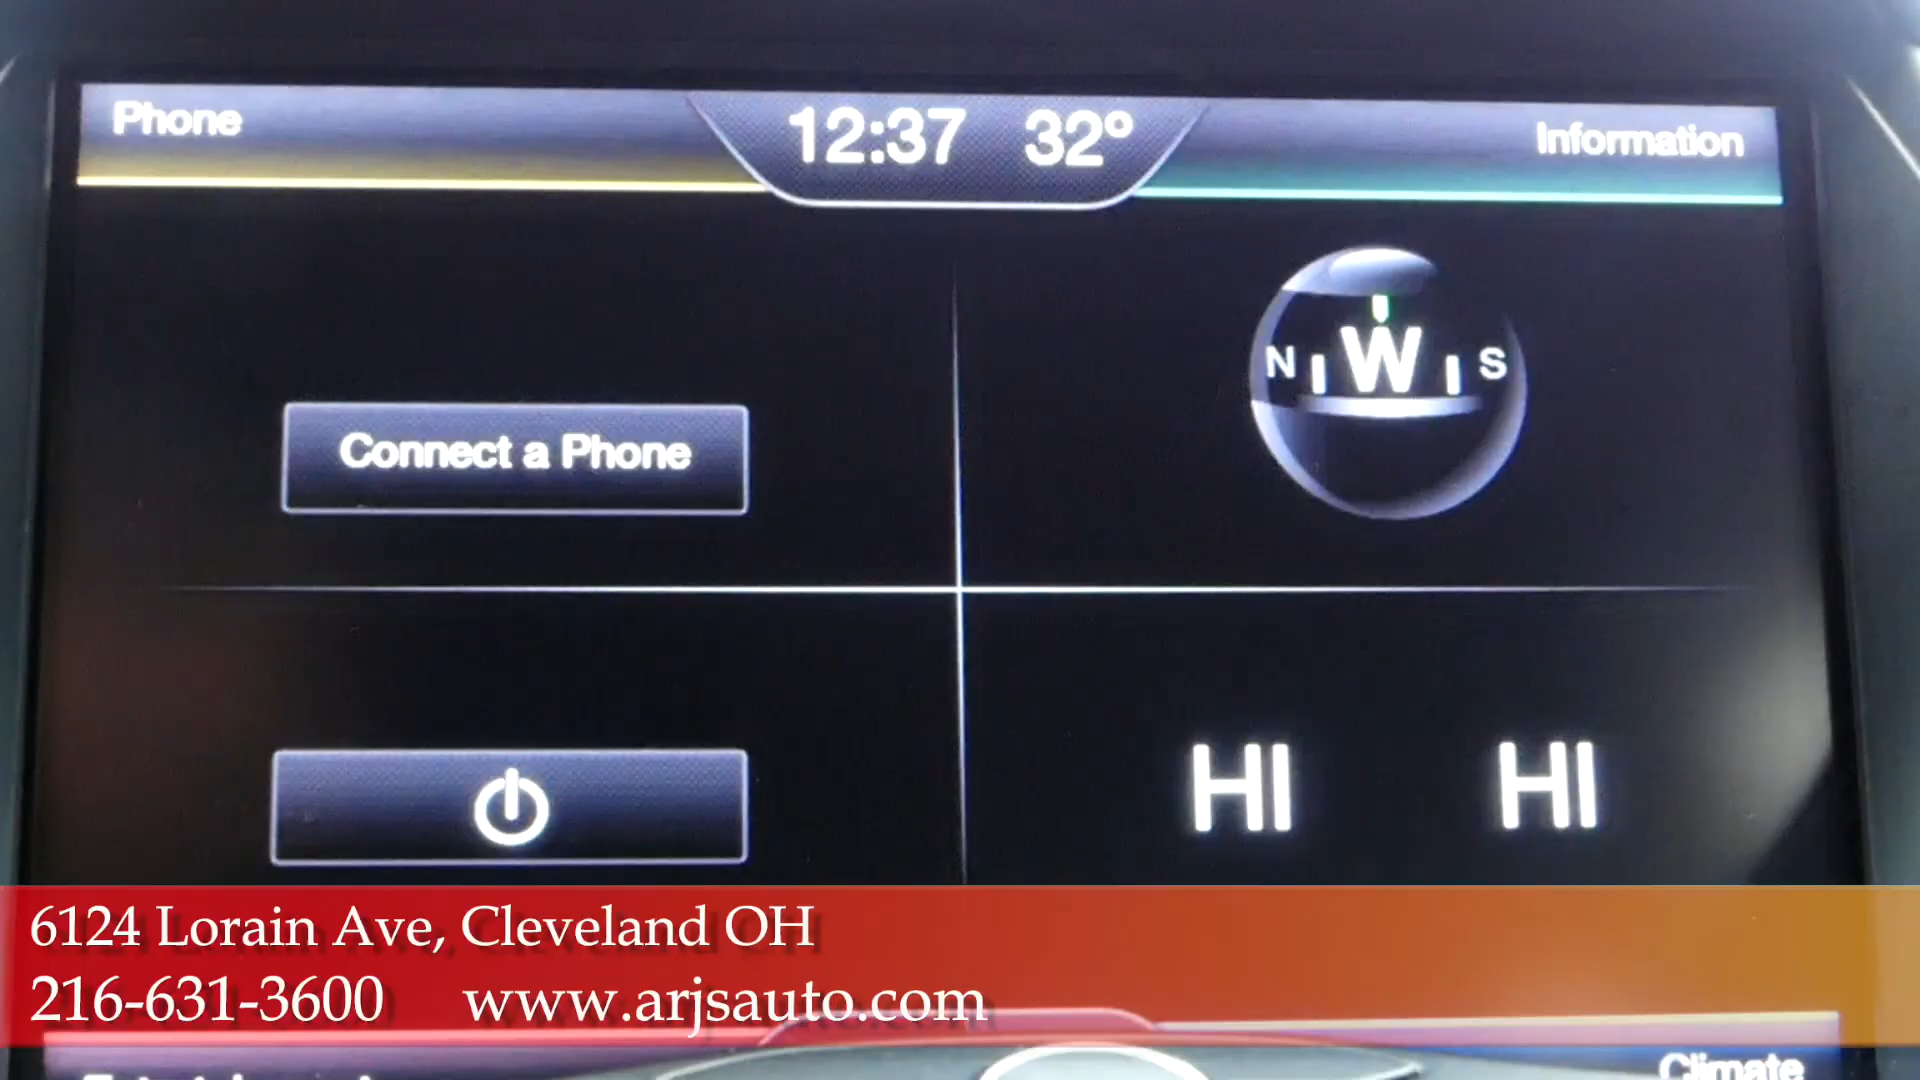 Phone
12:37 32°
Information
N W S
Connect a Phone
HI HI
6124 Lorain Ave, Cleveland OH
216-631-3600 www.arjsauto.com
Climate